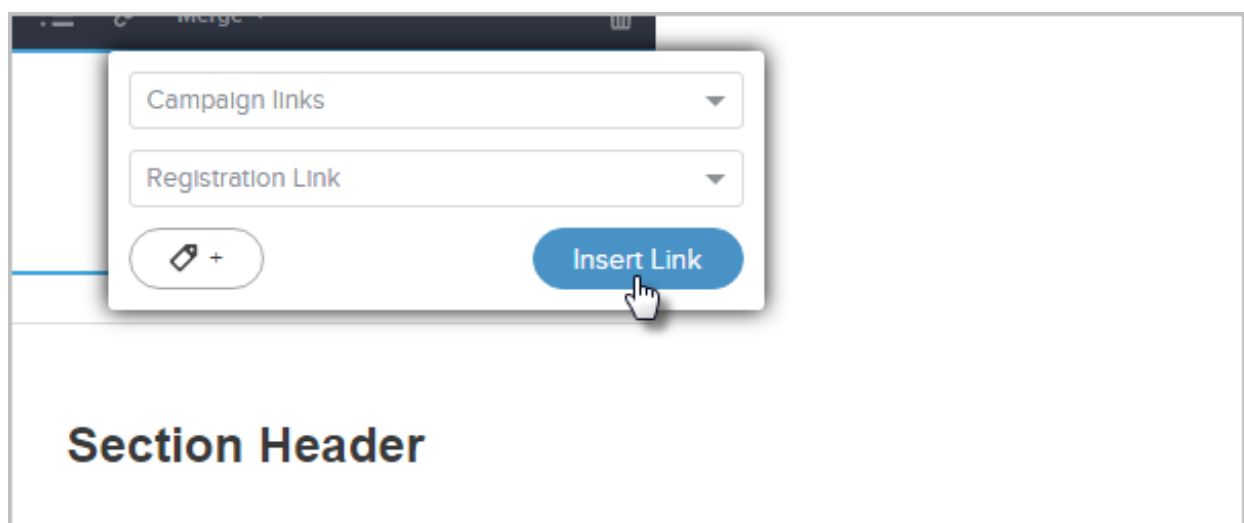 Merge
Campaign links
Registration Link
+
Insert Link
Section Header